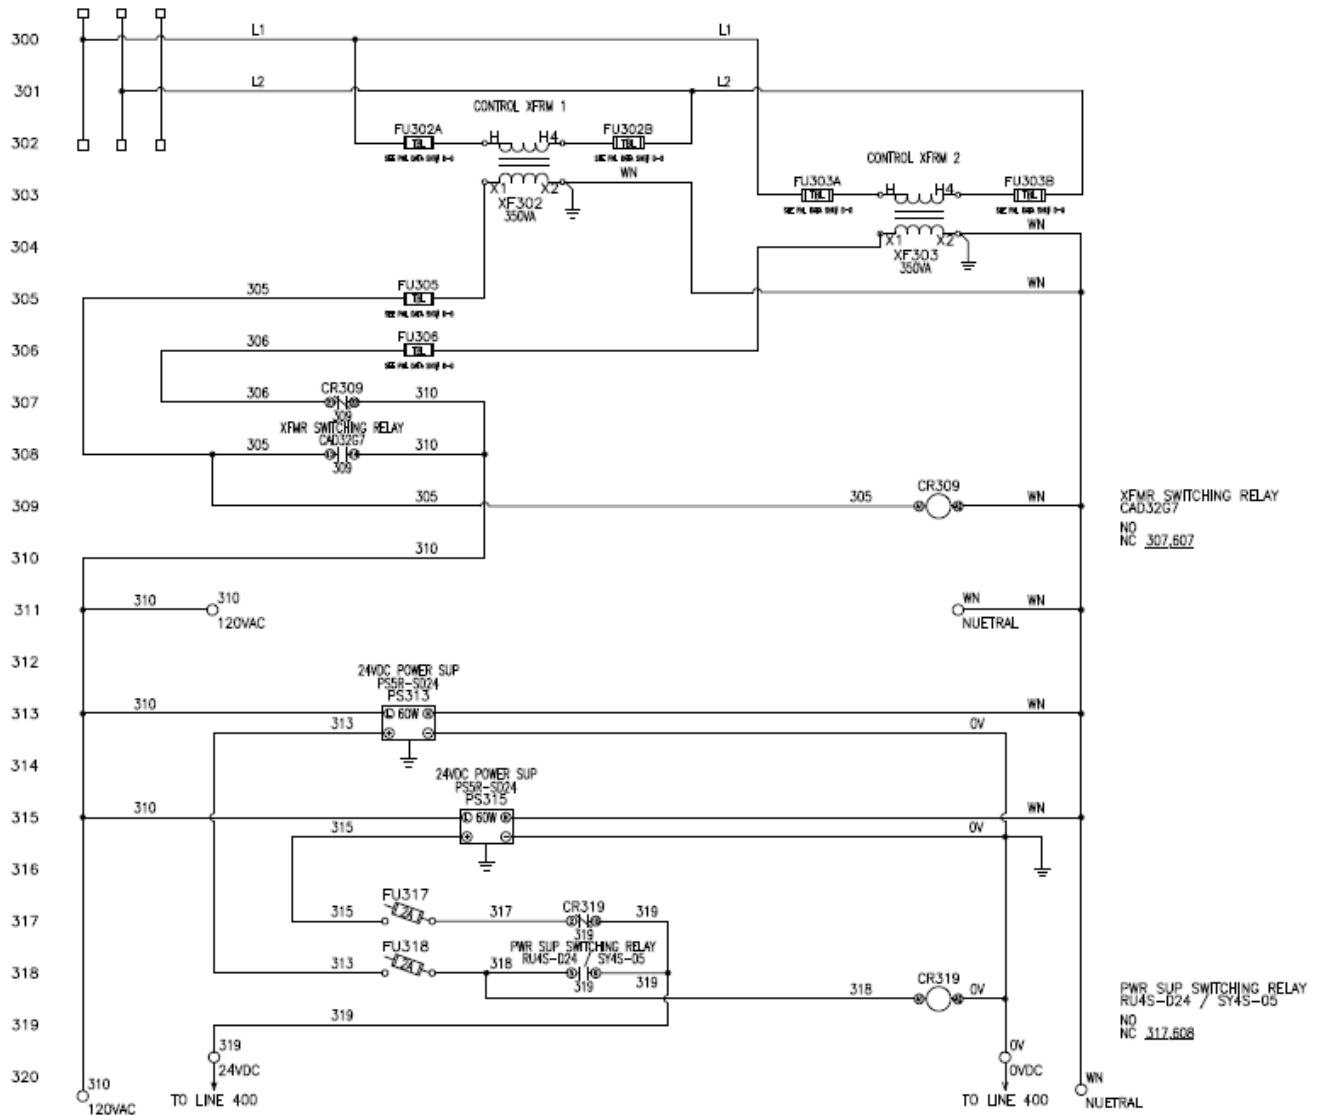 300 L1 L1
301 L2 L2
CONTROL XFRM 1
302 FU302A H H4 FU302B
TBL TBL
WN
CONTROL XFRM 2
303 X1 X2 FU303A H H4 FU303B
XF302 TBL TBL
350VA
WN
304 X1 X2
XF303
350VA
305 305 FU305 WN
TBL
306 306 FU306
TBL
307 306 CR309 310
309
XFMR SWITCHING RELAY
CAD32G7
308 305 310
309
309 305 305 CR309 WN XFMR SWITCHING RELAY
CAD32G7
NO
NC 307,607
310 310
311 310 310 WN WN
120VAC NUETRAL
312
24VDC POWER SUP
PS5R-SD24
PS313
313 310 L 60W WN
313 + - 0V
314
24VDC POWER SUP
PS5R-SD24
PS315
315 310 L 60W WN
315 + - 0V
316
317 315 FU317 317 CR319 319
2A 319
PWR SUP SWITCHING RELAY
RU4S-D24 / SY4S-05
318 313 FU318 318 319
2A 319
318 CR319 0V PWR SUP SWITCHING RELAY
RU4S-D24 / SY4S-05
NO
NC 317,608
319 319
319 0V
24VDC 0VDC
320 310 TO LINE 400 TO LINE 400 WN
120VAC NUETRAL